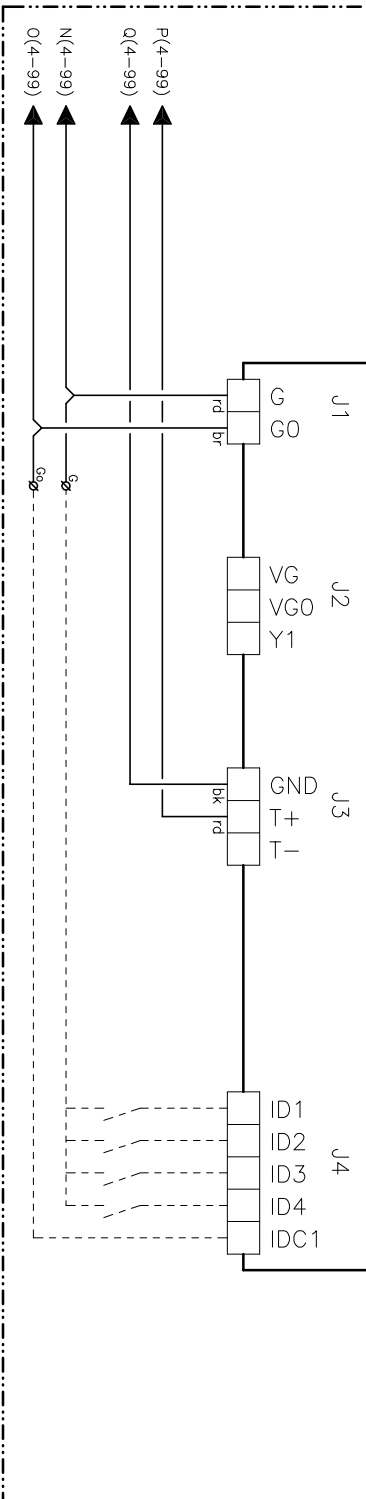 P(4-99)
Q(4-99)
N(4-99)
O(4-99)
J1
G
G0
rd
br
Go
G
J2
VG
VG0
Y1
J3
GND
T+
T-
bk
rd
J4
ID1
ID2
ID3
ID4
IDC1